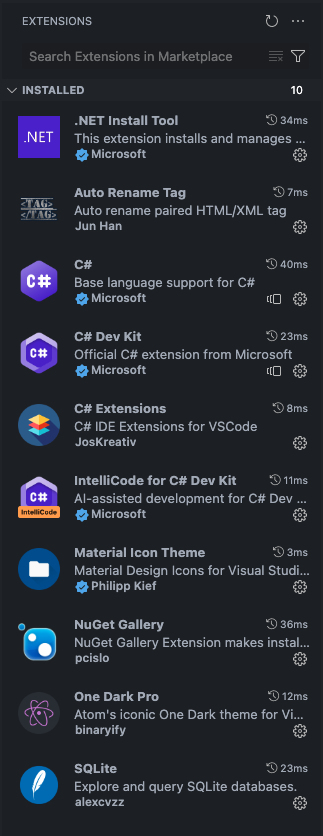 EXTENSIONS
Search Extensions in Marketplace
INSTALLED 10
.NET
.NET Install Tool 34ms
This extension installs and manages ...
Microsoft
<TAG>
</TAG>
Auto Rename Tag 7ms
Auto rename paired HTML/XML tag
Jun Han
C#
C# 40ms
Base language support for C#
Microsoft
C#
C# Dev Kit 23ms
Official C# extension from Microsoft
Microsoft
C# Extensions 8ms
C# IDE Extensions for VSCode
JosKreativ
C#
IntelliCode
IntelliCode for C# Dev Kit 11ms
AI-assisted development for C# Dev ...
Microsoft
Material Icon Theme 3ms
Material Design Icons for Visual Studi...
Philipp Kief
NuGet Gallery 36ms
NuGet Gallery Extension makes instal...
pcislo
One Dark Pro 12ms
Atom's iconic One Dark theme for Vi...
binaryify
SQLite 23ms
Explore and query SQLite databases.
alexcvzz